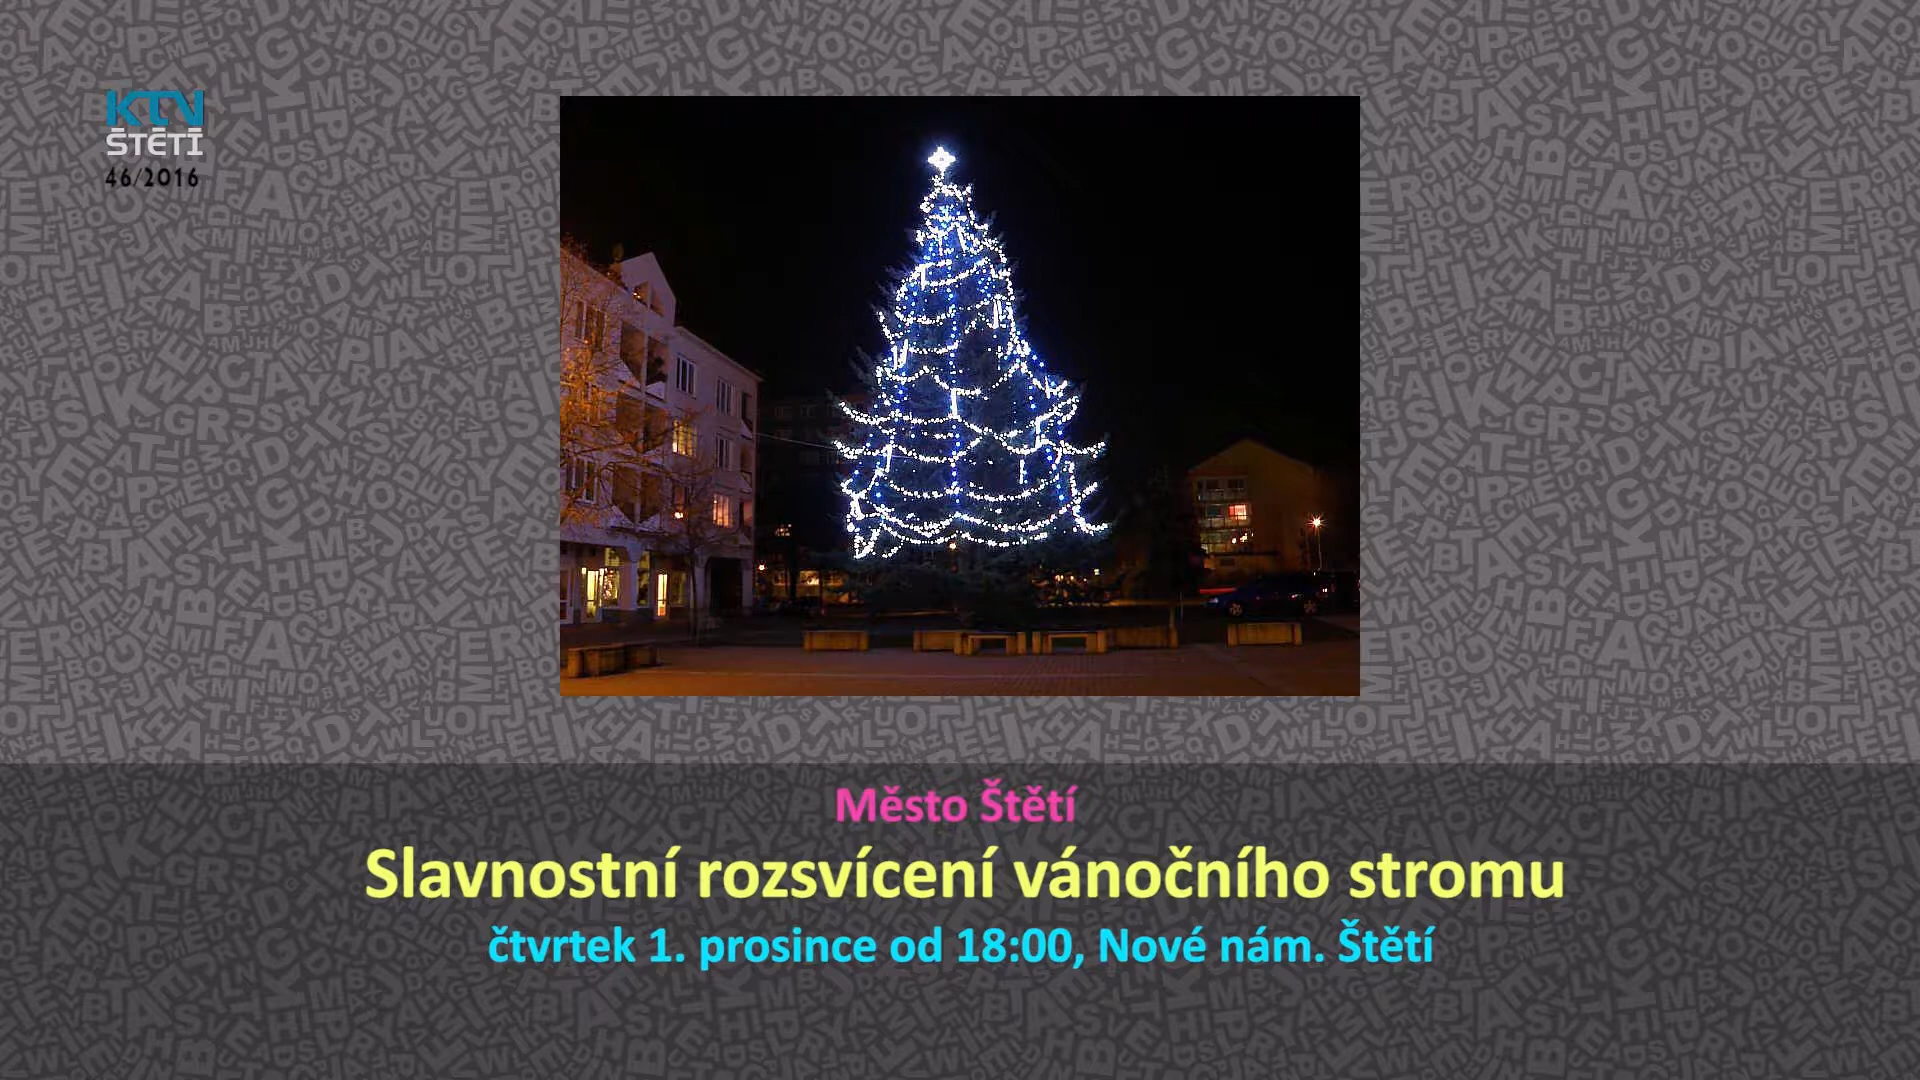 KTV
ŠTĚTÍ
46/2016
Město Štětí
Slavnostní rozsvícení vánočního stromu
čtvrtek 1. prosince od 18:00, Nové nám. Štětí